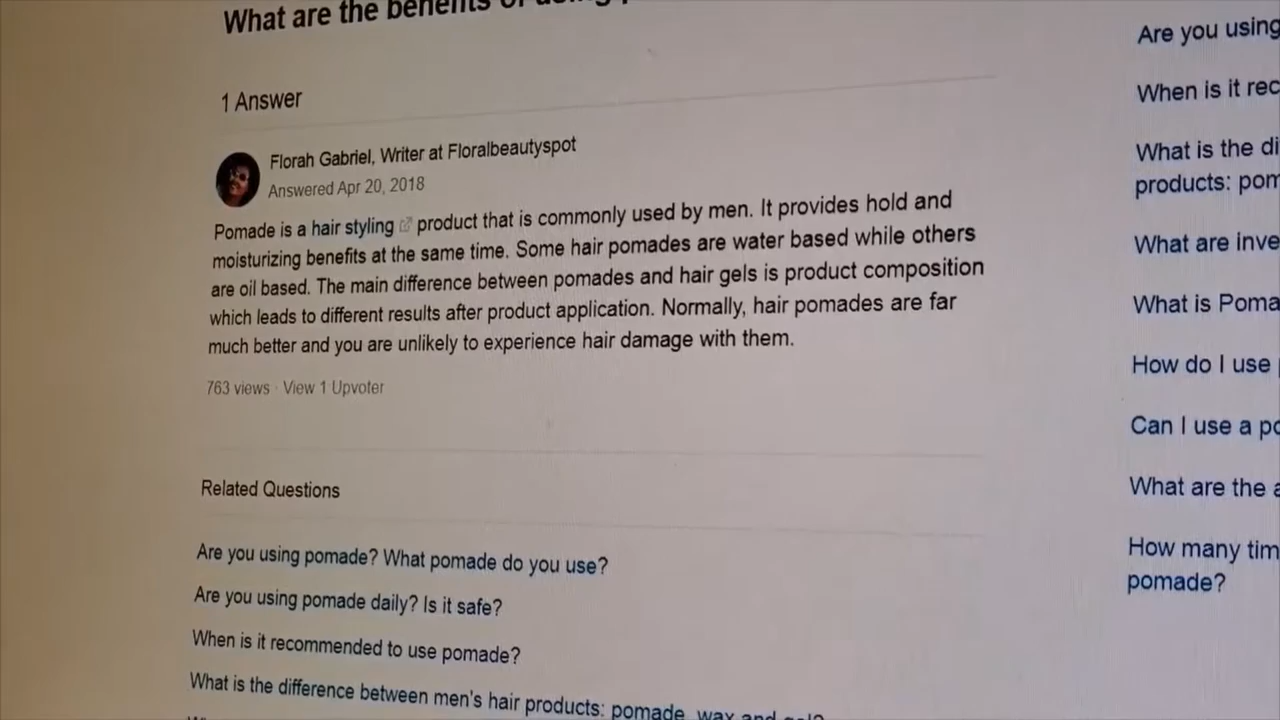 What are the benefits of using
1 Answer
Florah Gabriel, Writer at Floralbeautyspot
Answered Apr 20, 2018
Pomade is a hair styling product that is commonly used by men. It provides hold and
moisturizing benefits at the same time. Some hair pomades are water based while others
are oil based. The main difference between pomades and hair gels is product composition
which leads to different results after product application. Normally, hair pomades are far
much better and you are unlikely to experience hair damage with them.
763 views · View 1 Upvoter
Related Questions
Are you using pomade? What pomade do you use?
Are you using pomade daily? Is it safe?
When is it recommended to use pomade?
What is the difference between men's hair products: pomade, wax and gel?
Are you using
When is it rec
What is the di
products: pom
What are inve
What is Poma
How do I use
Can I use a po
What are the a
How many tim
pomade?